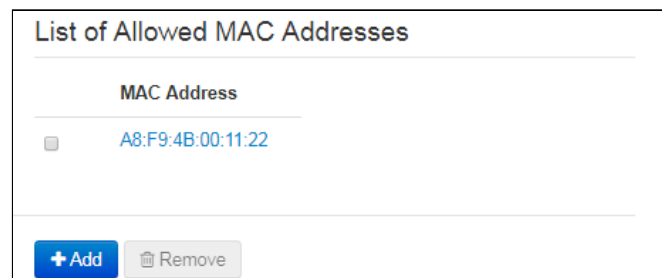 List of Allowed MAC Addresses
MAC Address
A8:F9:4B:00:11:22
Add Remove